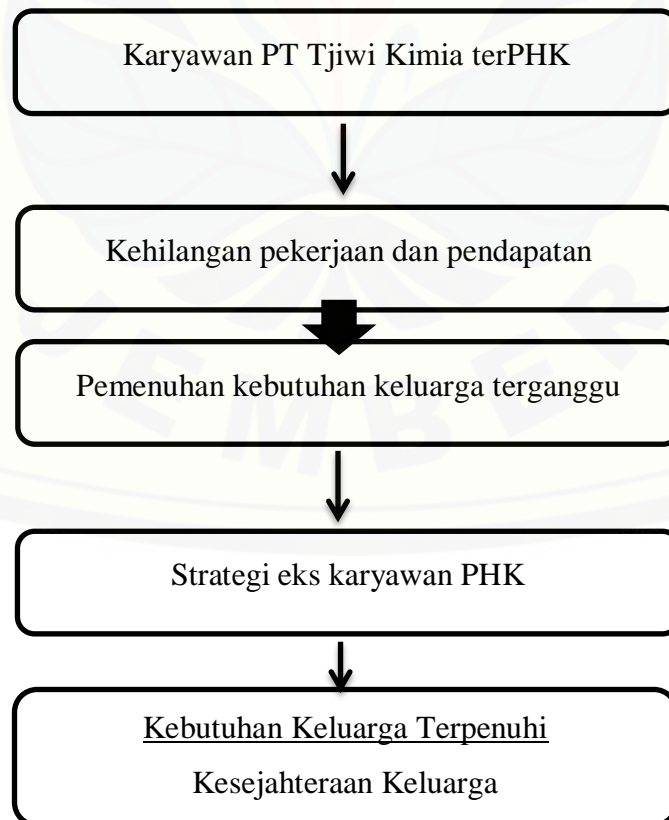 Karyawan PT Tjiwi Kimia terPHK
Kehilangan pekerjaan dan pendapatan
Pemenuhan kebutuhan keluarga terganggu
Strategi eks karyawan PHK
Kebutuhan Keluarga Terpenuhi
Kesejahteraan Keluarga
JEMBER